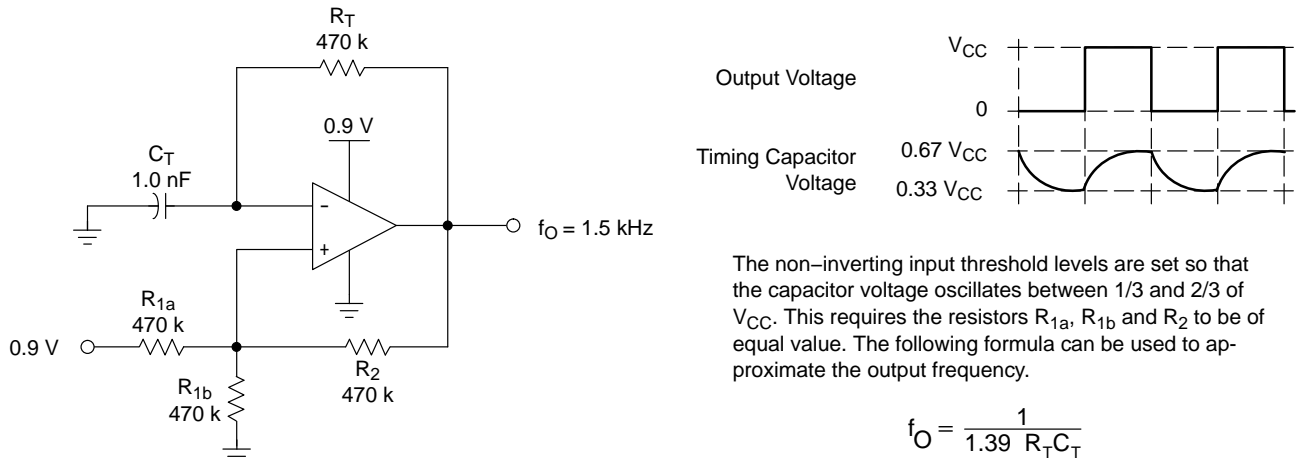 R_T
470 k
0.9 V
C_T
1.0 nF
−
+
f_O = 1.5 kHz
R_1a
470 k
0.9 V
R_2
470 k
R_1b
470 k
V_CC
Output Voltage
0
Timing Capacitor
Voltage
0.67 V_CC
0.33 V_CC
The non−inverting input threshold levels are set so that
the capacitor voltage oscillates between 1/3 and 2/3 of
V_CC. This requires the resistors R_1a, R_1b and R_2 to be of
equal value. The following formula can be used to ap-
proximate the output frequency.
f_O = 1 / 1.39 R_T C_T